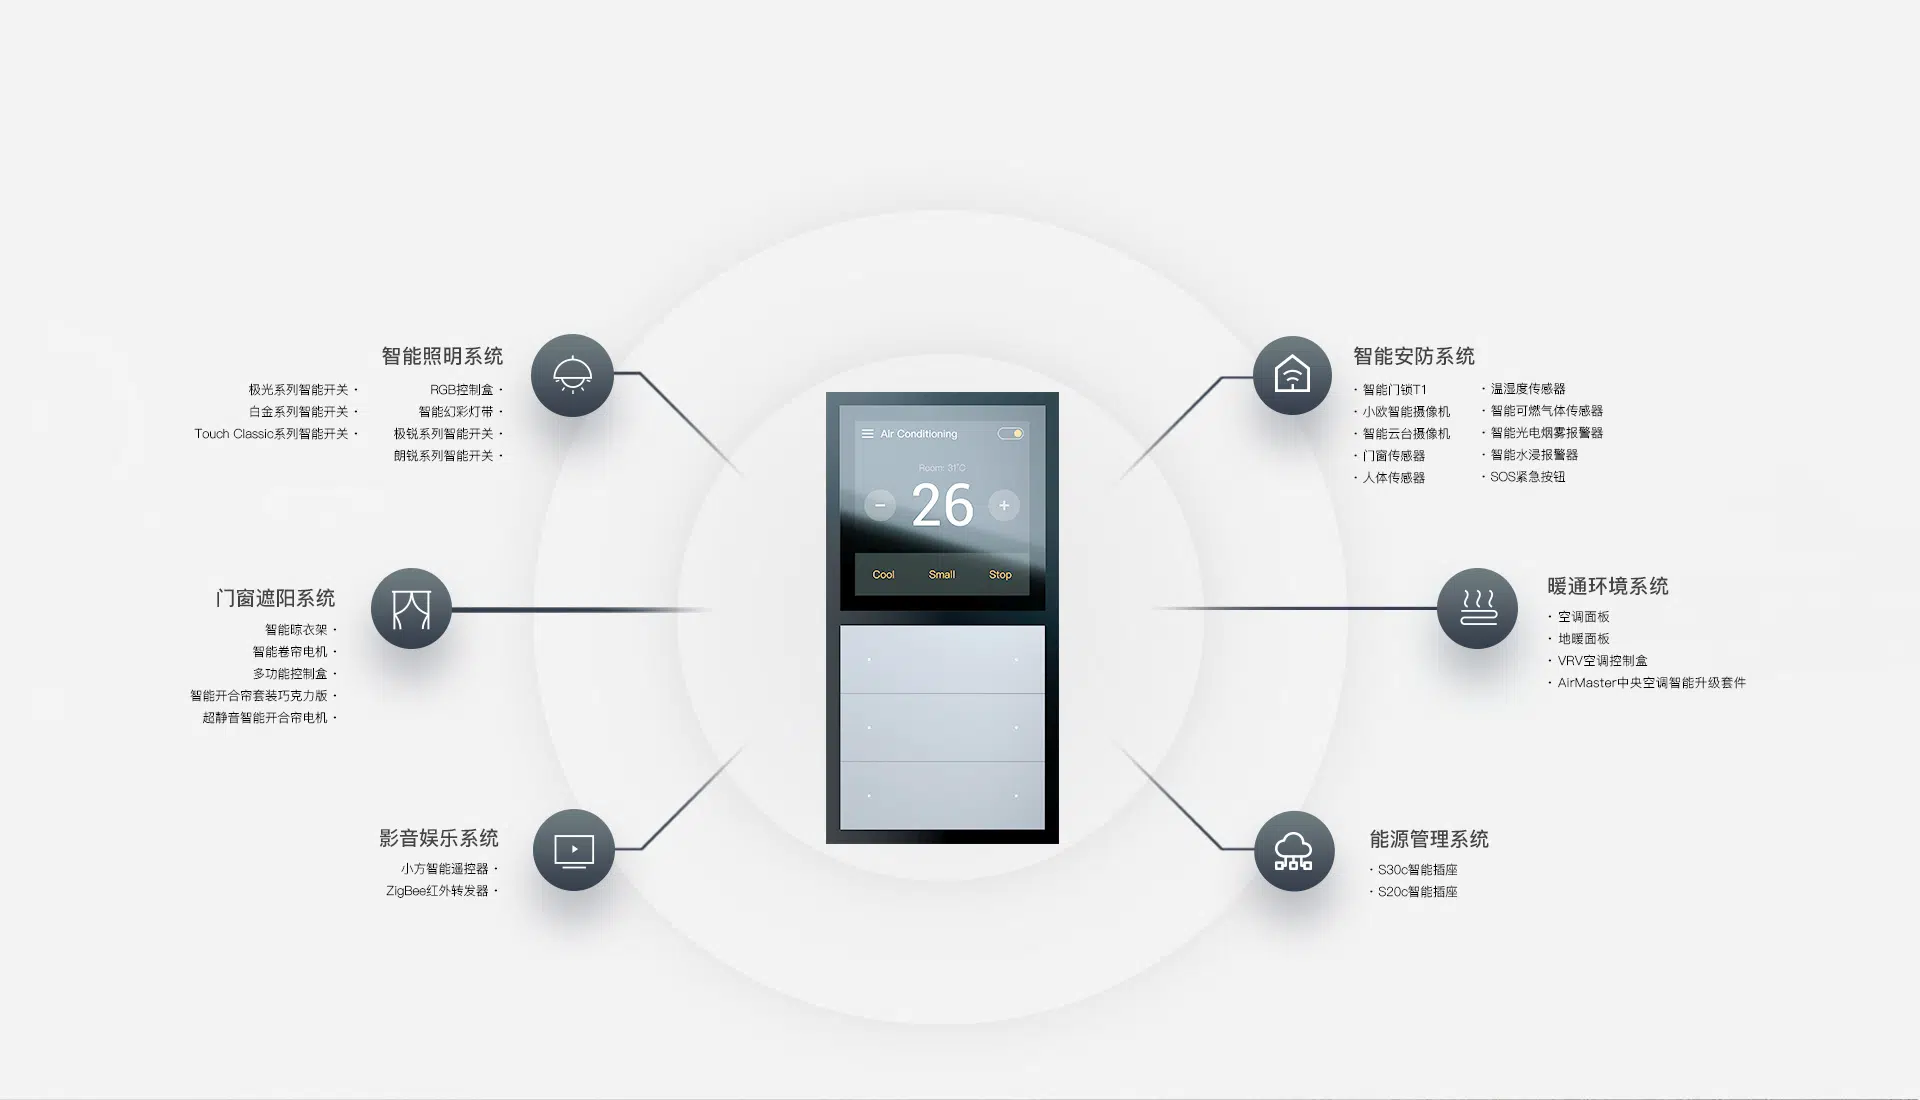 智能照明系统
极光系列智能开关 ·
白金系列智能开关 ·
Touch Classic系列智能开关 ·
RGB控制盒 ·
智能幻彩灯带 ·
极锐系列智能开关 ·
朗锐系列智能开关 ·
门窗遮阳系统
智能晾衣架 ·
智能卷帘电机 ·
多功能控制盒 ·
智能开合帘套装巧克力版 ·
超静音智能开合帘电机 ·
影音娱乐系统
小方智能遥控器 ·
ZigBee红外转发器 ·
Air Conditioning
Room: 31°C
− 26 +
Cool Small Stop
智能安防系统
· 智能门锁T1
· 小欧智能摄像机
· 智能云台摄像机
· 门窗传感器
· 人体传感器
· 温湿度传感器
· 智能可燃气体传感器
· 智能光电烟雾报警器
· 智能水浸报警器
· SOS紧急按钮
暖通环境系统
· 空调面板
· 地暖面板
· VRV空调控制盒
· AirMaster中央空调智能升级套件
能源管理系统
· S30c智能插座
· S20c智能插座